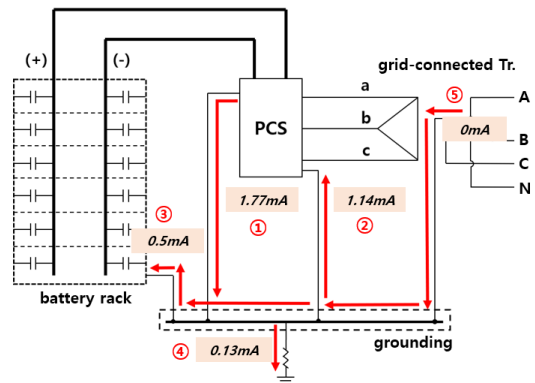 (+)
(-)
grid-connected Tr.
a
⑤
A
PCS
b
0mA
B
c
C
N
1.77mA
1.14mA
③
①
②
0.5mA
battery rack
④
0.13mA
grounding